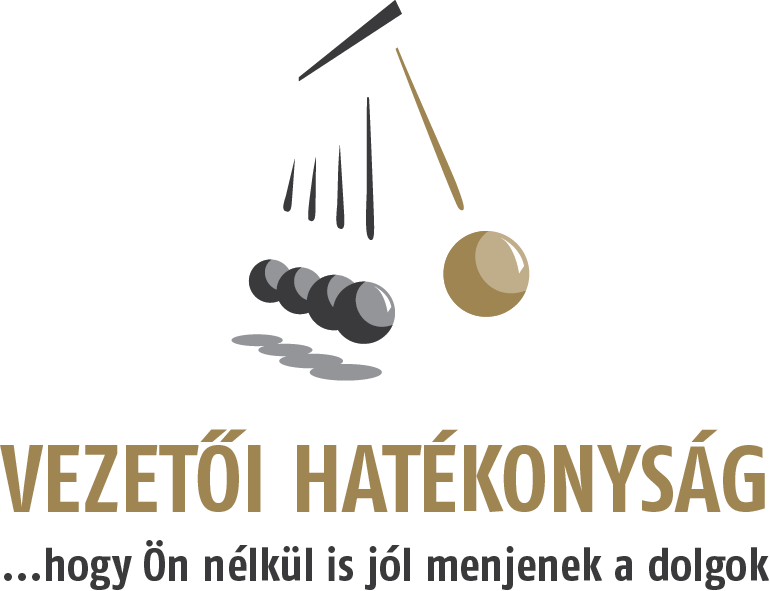 VEZETŐI HATÉKONYSÁG
...hogy Ön nélkül is jól menjenek a dolgok